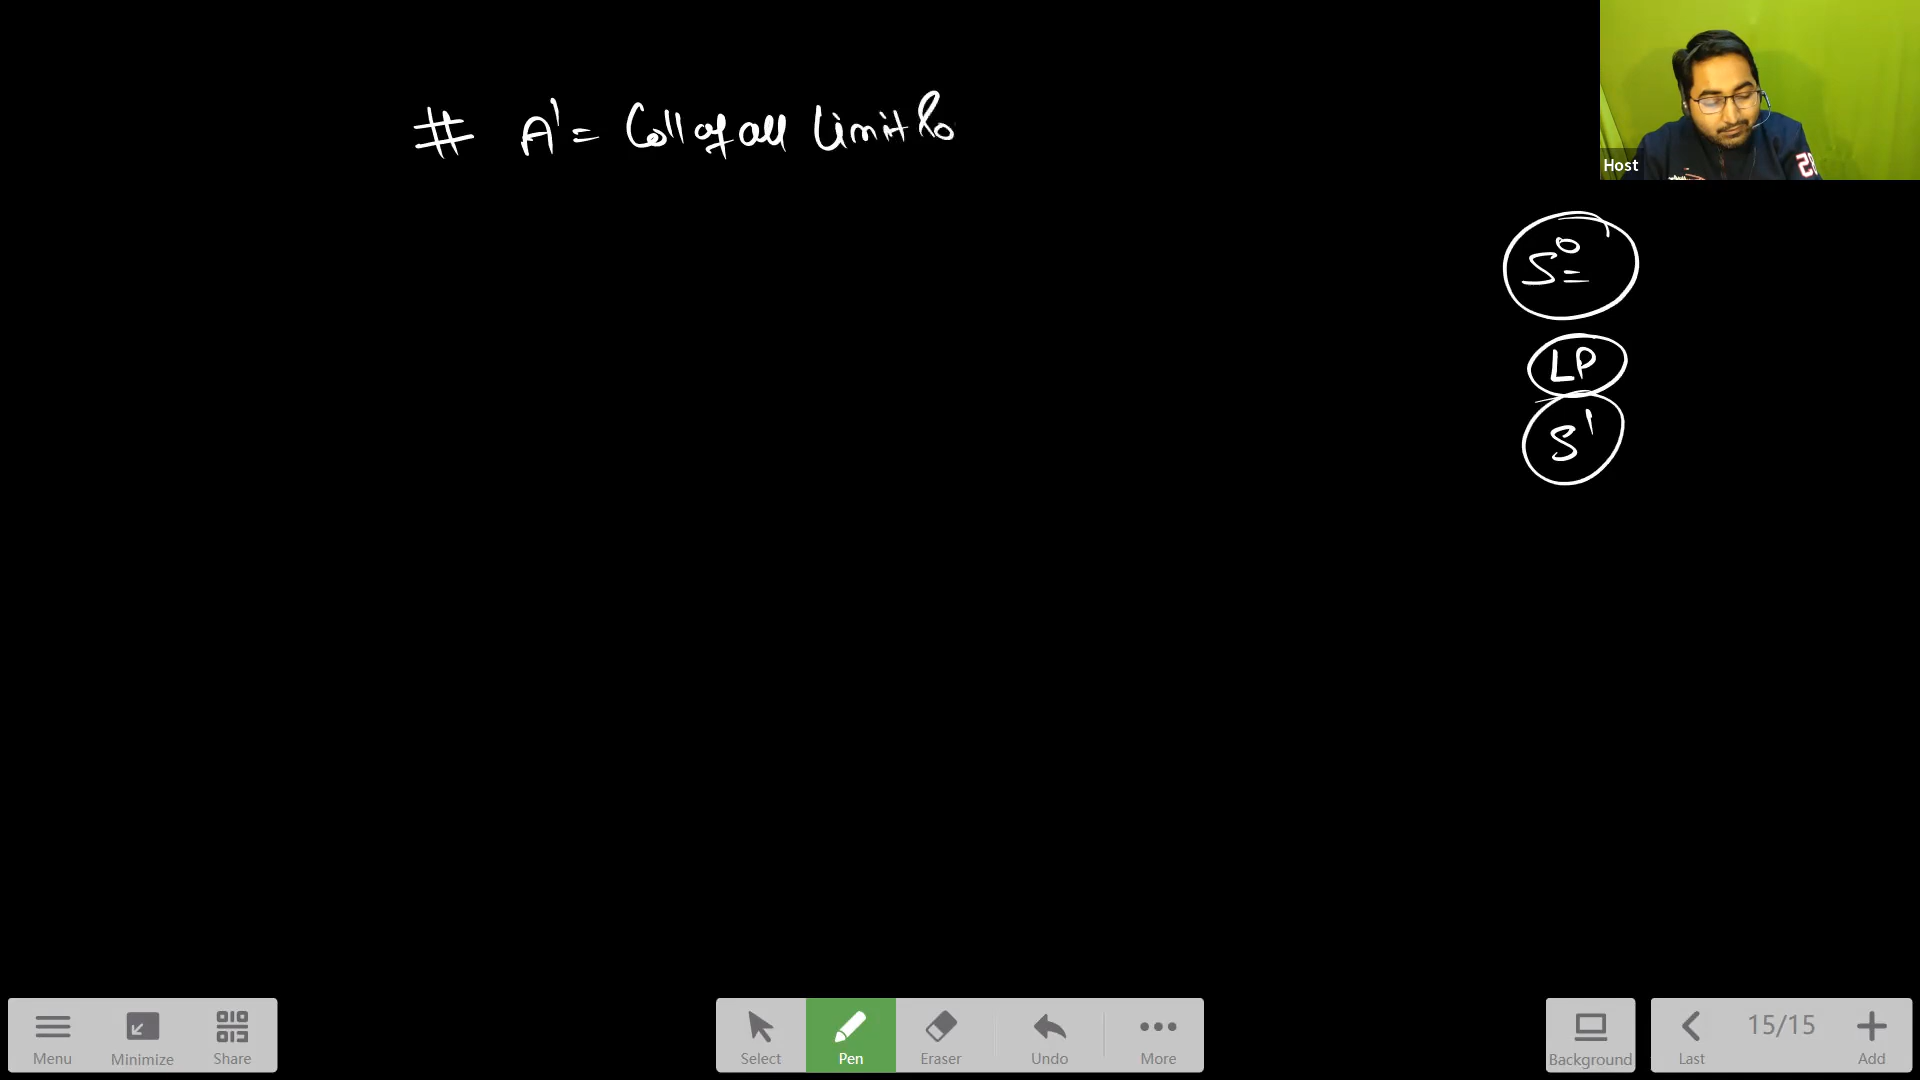 # A' = Coll of all limit Po
Host
S° =
LP
S'
Menu
Minimize
Share
Select
Pen
Eraser
Undo
More
Background
Last
15/15
Add